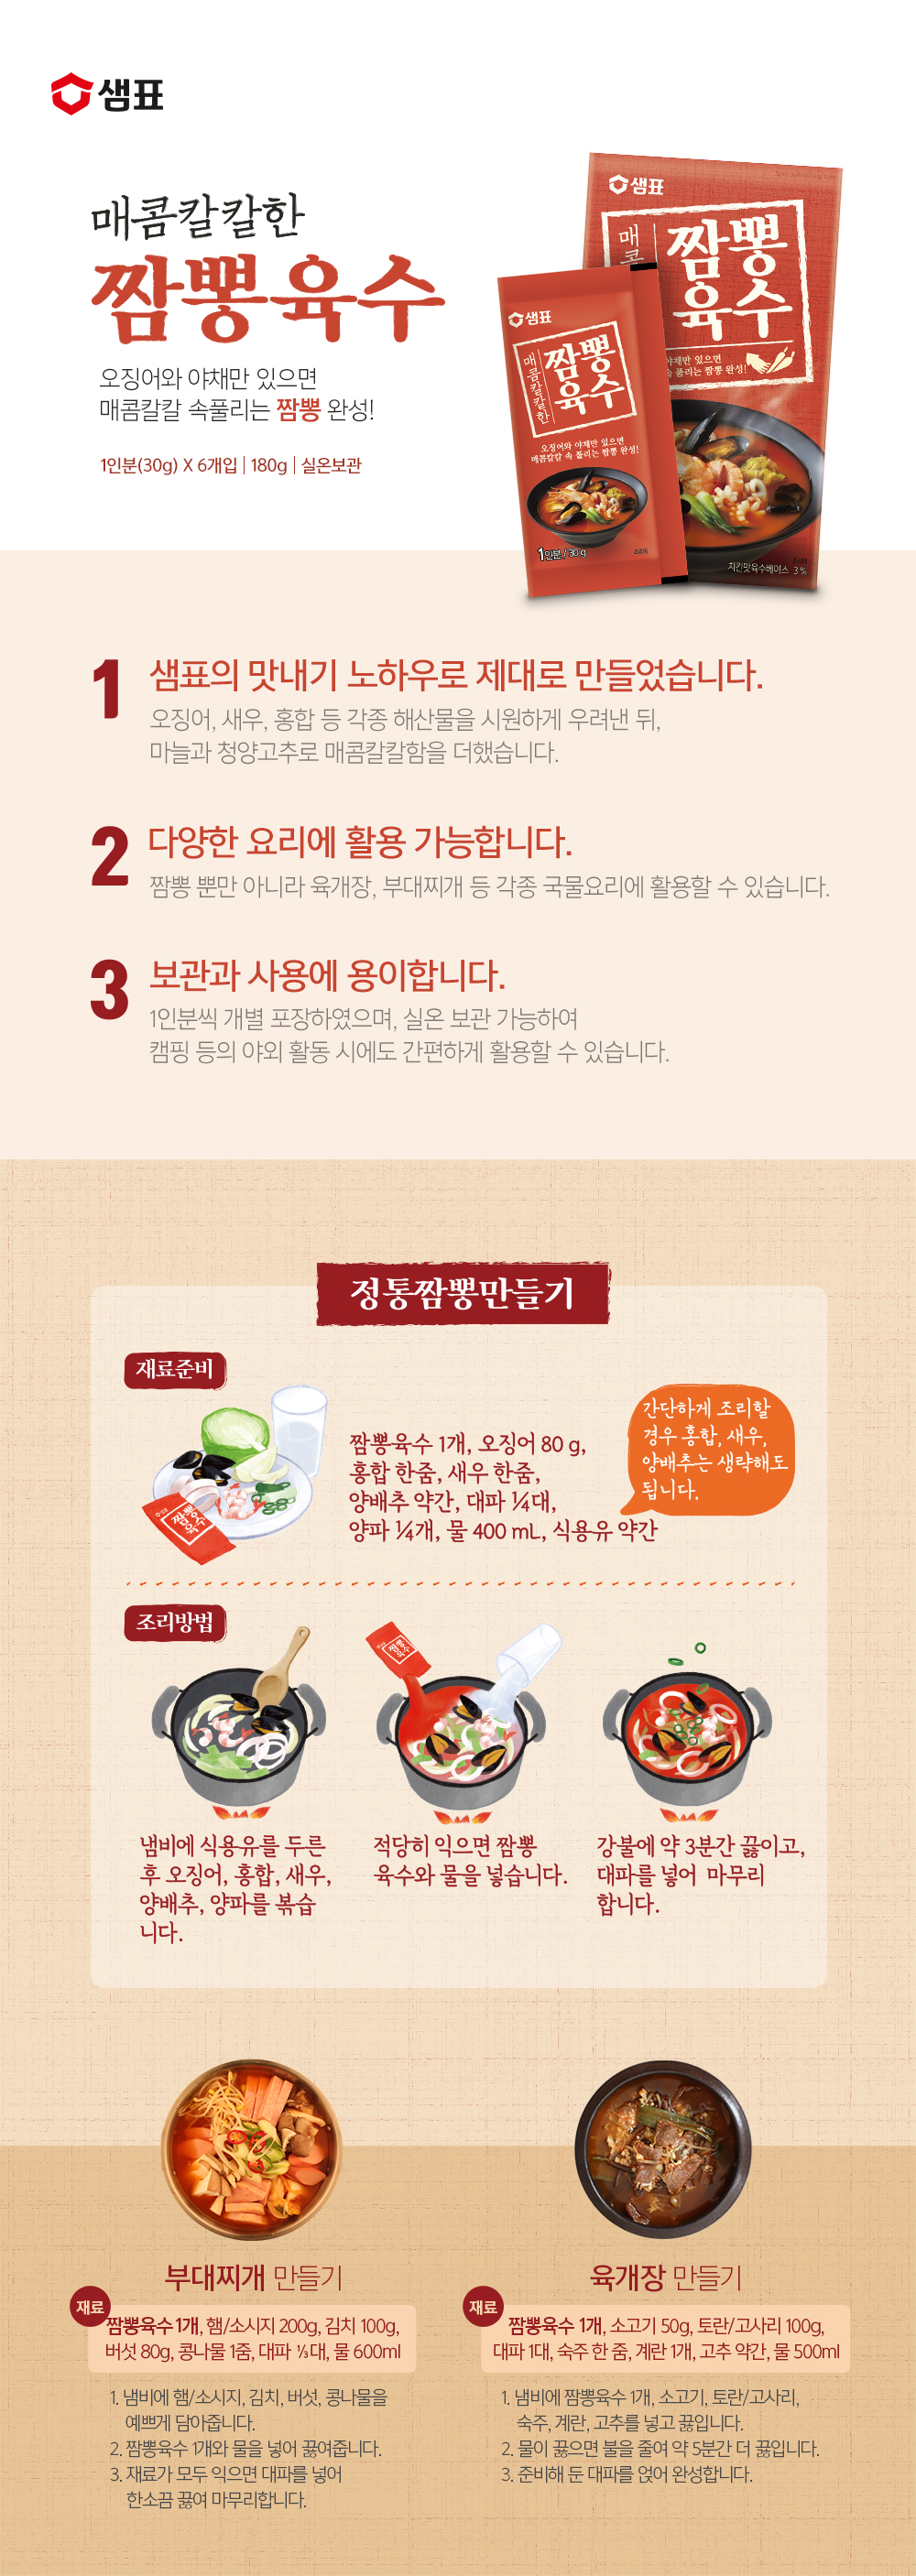 샘표
매콤칼칼한
짬뽕육수
오징어와 야채만 있으면
매콤칼칼 속풀리는 짬뽕 완성!
1인분(30g) X 6개입 | 180g | 실온보관
샘표
매콤
짬뽕
육수
야채만 있으면
속 풀리는 짬뽕 완성!
치킨맛육수베이스 3%
샘표
매콤칼칼한
짬뽕
육수
오징어와 야채만 있으면
매콤칼칼 속 풀리는 짬뽕 완성!
1인분/30g
조리예
1 샘표의 맛내기 노하우로 제대로 만들었습니다.
오징어, 새우, 홍합 등 각종 해산물을 시원하게 우려낸 뒤,
마늘과 청양고추로 매콤칼칼함을 더했습니다.
2 다양한 요리에 활용 가능합니다.
짬뽕 뿐만 아니라 육개장, 부대찌개 등 각종 국물요리에 활용할 수 있습니다.
3 보관과 사용에 용이합니다.
1인분씩 개별 포장하였으며, 실온 보관 가능하여
캠핑 등의 야외 활동 시에도 간편하게 활용할 수 있습니다.
정통짬뽕만들기
재료준비
짬뽕육수
짬뽕육수 1개, 오징어 80 g,
홍합 한줌, 새우 한줌,
양배추 약간, 대파 ¼대,
양파 ¼개, 물 400 mL, 식용유 약간
간단하게 조리할
경우 홍합, 새우,
양배추는 생략해도
됩니다.
조리방법
짬뽕육수
냄비에 식용유를 두른
후 오징어, 홍합, 새우,
양배추, 양파를 볶습
니다.
적당히 익으면 짬뽕
육수와 물을 넣습니다.
강불에 약 3분간 끓이고,
대파를 넣어 마무리
합니다.
부대찌개 만들기
재료
짬뽕육수 1개, 햄/소시지 200g, 김치 100g,
버섯 80g, 콩나물 1줌, 대파 ⅓대, 물 600ml
1. 냄비에 햄/소시지, 김치, 버섯, 콩나물을
예쁘게 담아줍니다.
2. 짬뽕육수 1개와 물을 넣어 끓여줍니다.
3. 재료가 모두 익으면 대파를 넣어
한소끔 끓여 마무리합니다.
육개장 만들기
재료
짬뽕육수 1개, 소고기 50g, 토란/고사리 100g,
대파 1대, 숙주 한 줌, 계란 1개, 고추 약간, 물 500ml
1. 냄비에 짬뽕육수 1개, 소고기, 토란/고사리,
숙주, 계란, 고추를 넣고 끓입니다.
2. 물이 끓으면 불을 줄여 약 5분간 더 끓입니다.
3. 준비해 둔 대파를 얹어 완성합니다.